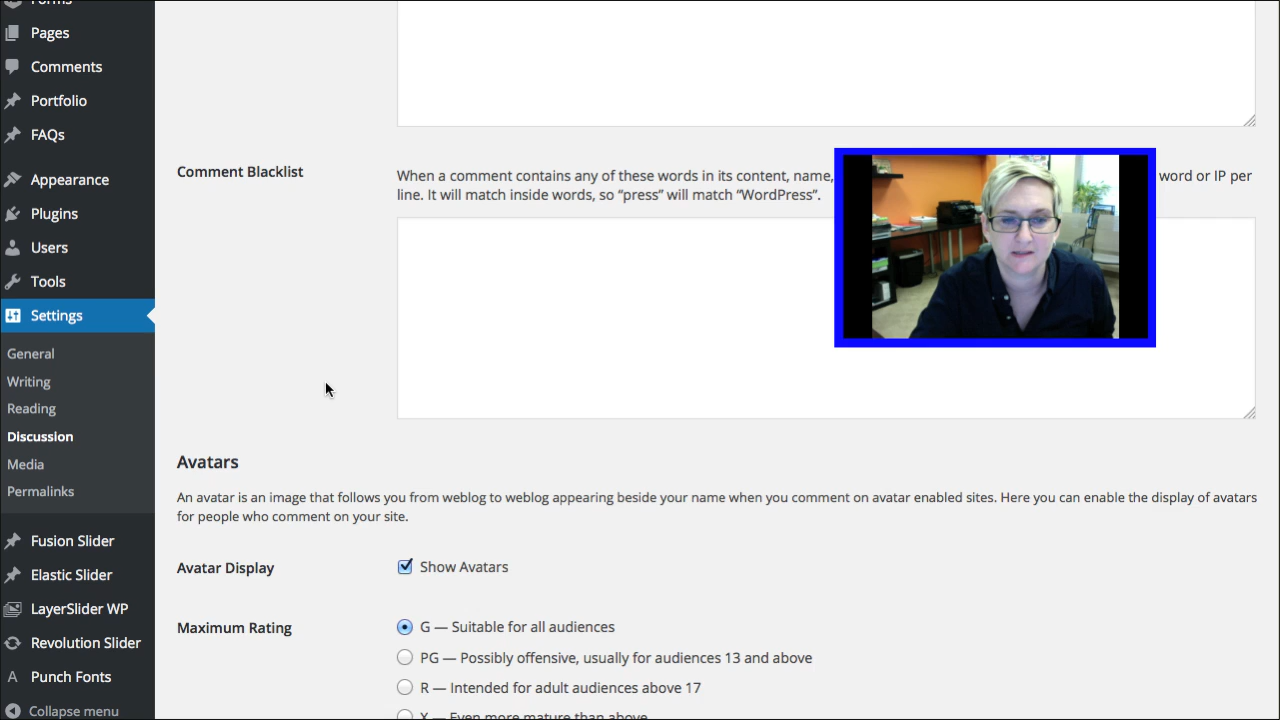 Forms
Pages
Comments
Portfolio
FAQs
Appearance
Plugins
Users
Tools
Settings
General
Writing
Reading
Discussion
Media
Permalinks
Fusion Slider
Elastic Slider
LayerSlider WP
Revolution Slider
Punch Fonts
Collapse menu
Comment Blacklist
When a comment contains any of these words in its content, name, word or IP per
line. It will match inside words, so “press” will match “WordPress”.
Avatars
An avatar is an image that follows you from weblog to weblog appearing beside your name when you comment on avatar enabled sites. Here you can enable the display of avatars
for people who comment on your site.
Avatar Display
Show Avatars
Maximum Rating
G — Suitable for all audiences
PG — Possibly offensive, usually for audiences 13 and above
R — Intended for adult audiences above 17
X — Even more mature than above